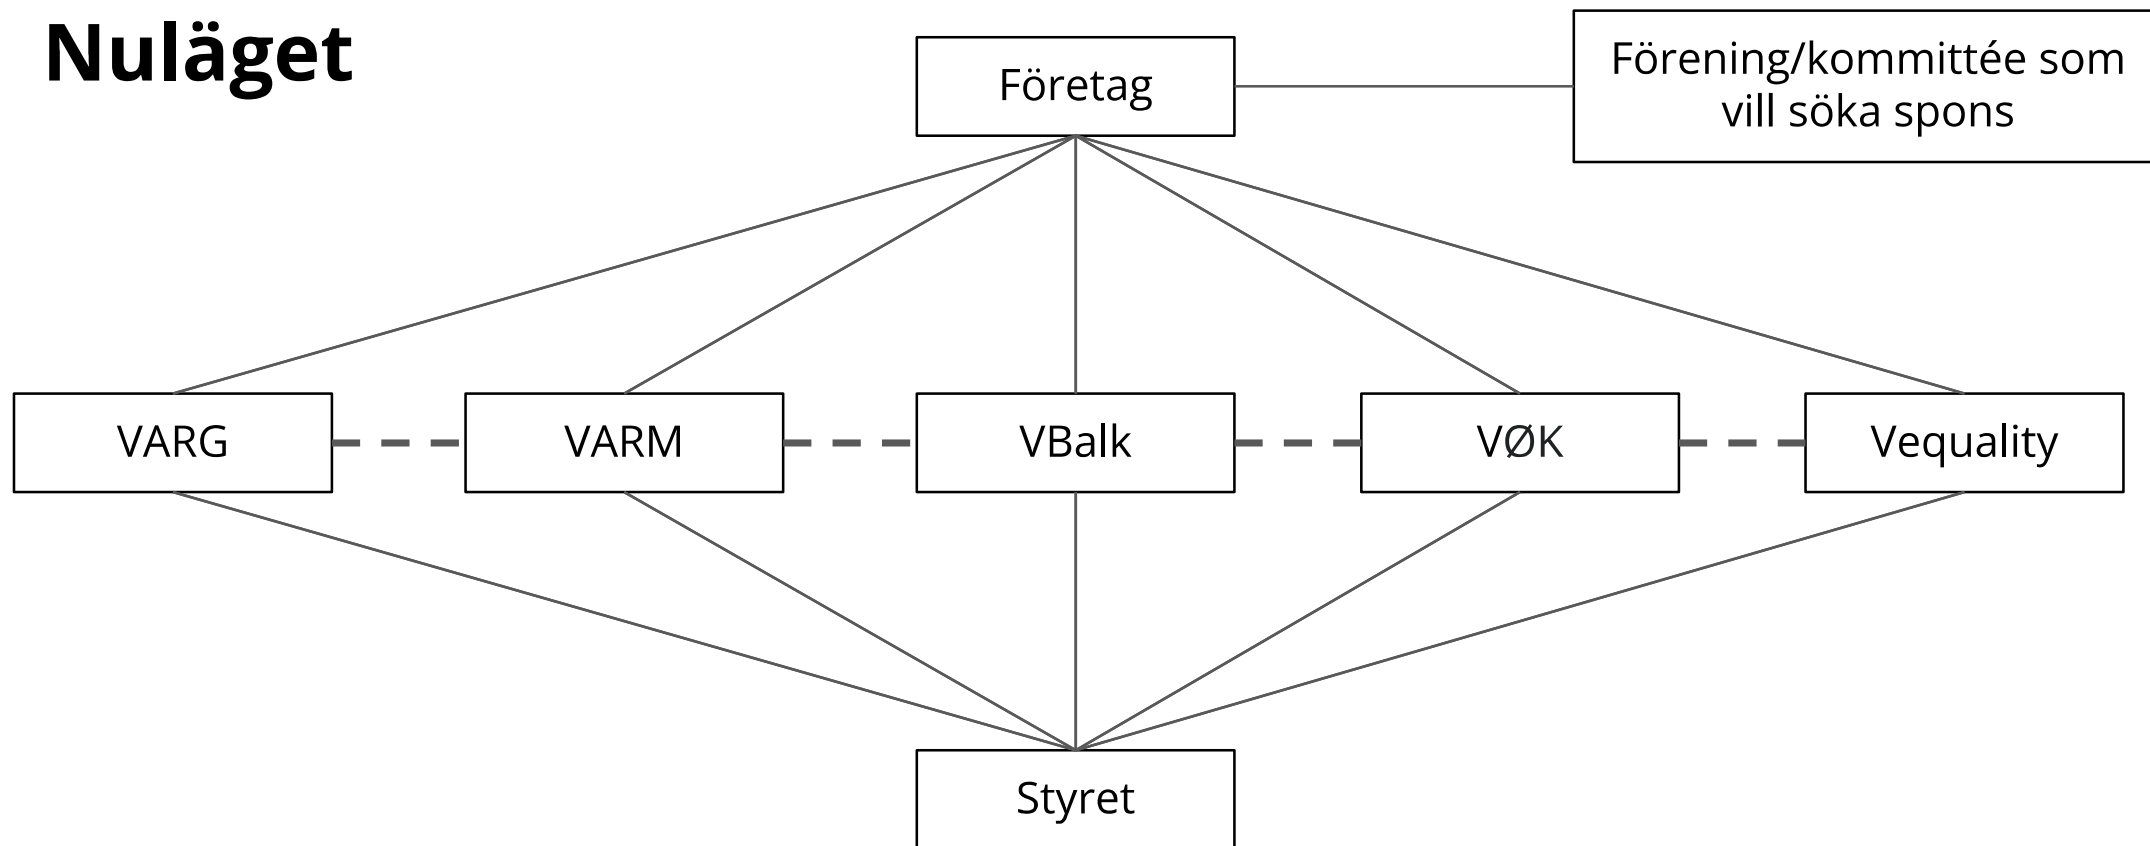 Nuläget
Företag
Förening/kommittée som
vill söka spons
VARG
VARM
VBalk
VØK
Vequality
Styret